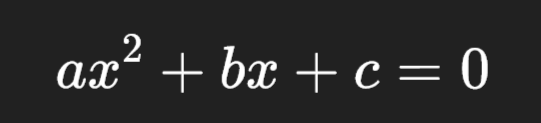 ax² + bx + c = 0